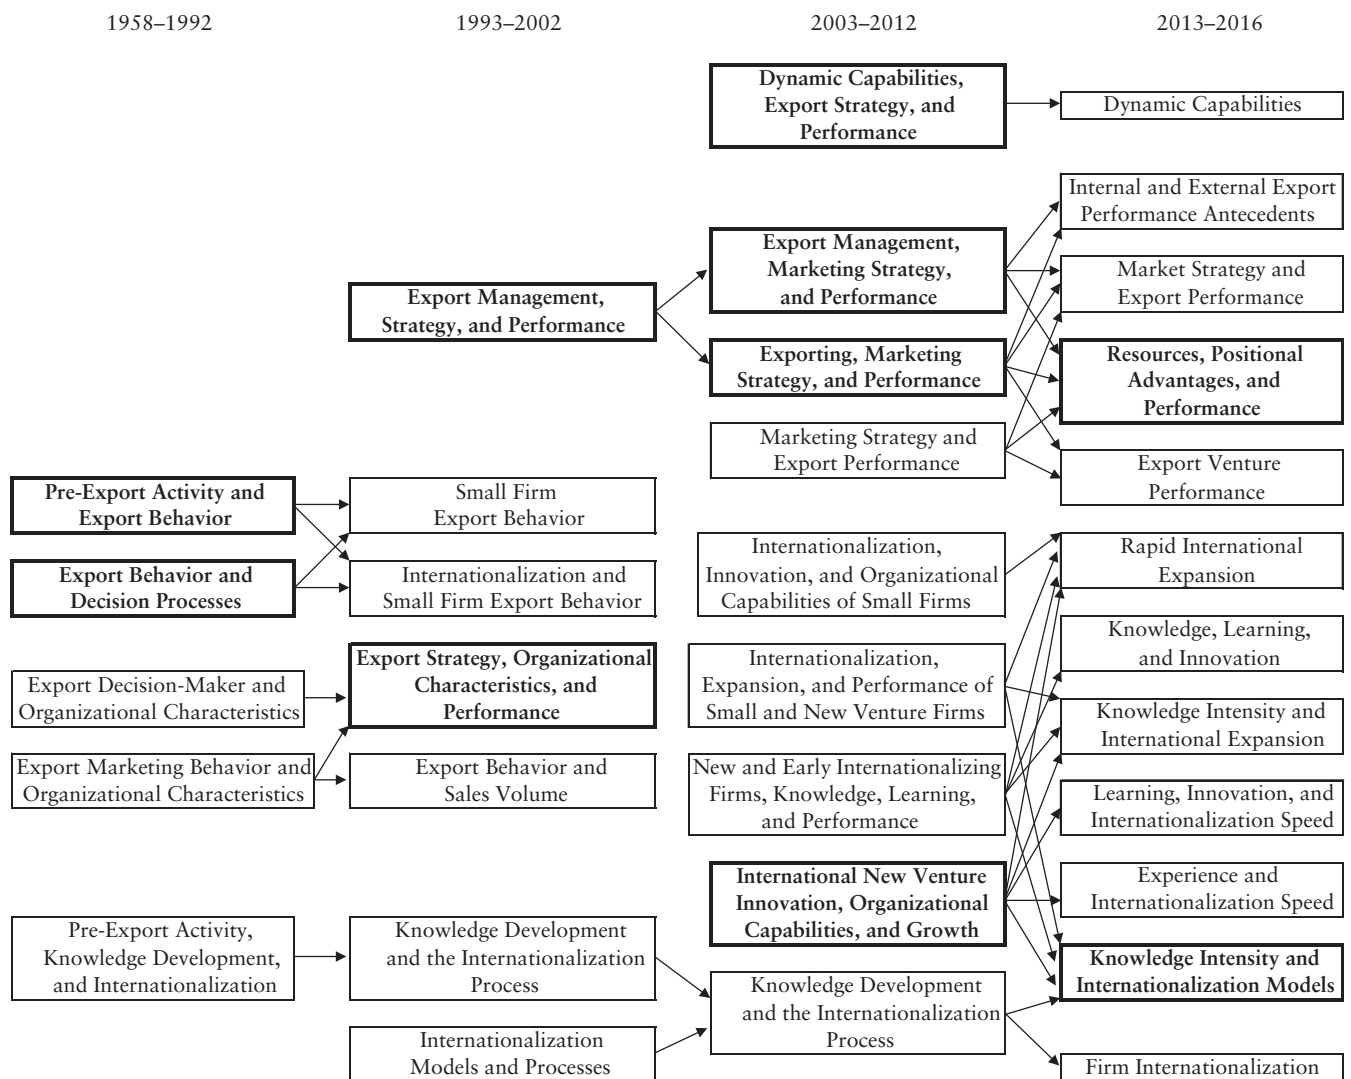 1958–1992
1993–2002
2003–2012
2013–2016
Dynamic Capabilities,
Export Strategy, and
Performance
Dynamic Capabilities
Internal and External Export
Performance Antecedents
Export Management,
Marketing Strategy,
and Performance
Market Strategy and
Export Performance
Export Management,
Strategy, and Performance
Exporting, Marketing
Strategy, and Performance
Resources, Positional
Advantages, and
Performance
Marketing Strategy and
Export Performance
Export Venture
Performance
Pre-Export Activity and
Export Behavior
Small Firm
Export Behavior
Internationalization,
Innovation, and Organizational
Capabilities of Small Firms
Rapid International
Expansion
Export Behavior and
Decision Processes
Internationalization and
Small Firm Export Behavior
Knowledge, Learning,
and Innovation
Export Decision-Maker and
Organizational Characteristics
Export Strategy, Organizational
Characteristics, and
Performance
Internationalization,
Expansion, and Performance of
Small and New Venture Firms
Knowledge Intensity and
International Expansion
Export Marketing Behavior and
Organizational Characteristics
Export Behavior and
Sales Volume
New and Early Internationalizing
Firms, Knowledge, Learning,
and Performance
Learning, Innovation, and
Internationalization Speed
International New Venture
Innovation, Organizational
Capabilities, and Growth
Experience and
Internationalization Speed
Pre-Export Activity,
Knowledge Development,
and Internationalization
Knowledge Development
and the Internationalization
Process
Knowledge Intensity and
Internationalization Models
Knowledge Development
and the Internationalization
Process
Internationalization
Models and Processes
Firm Internationalization